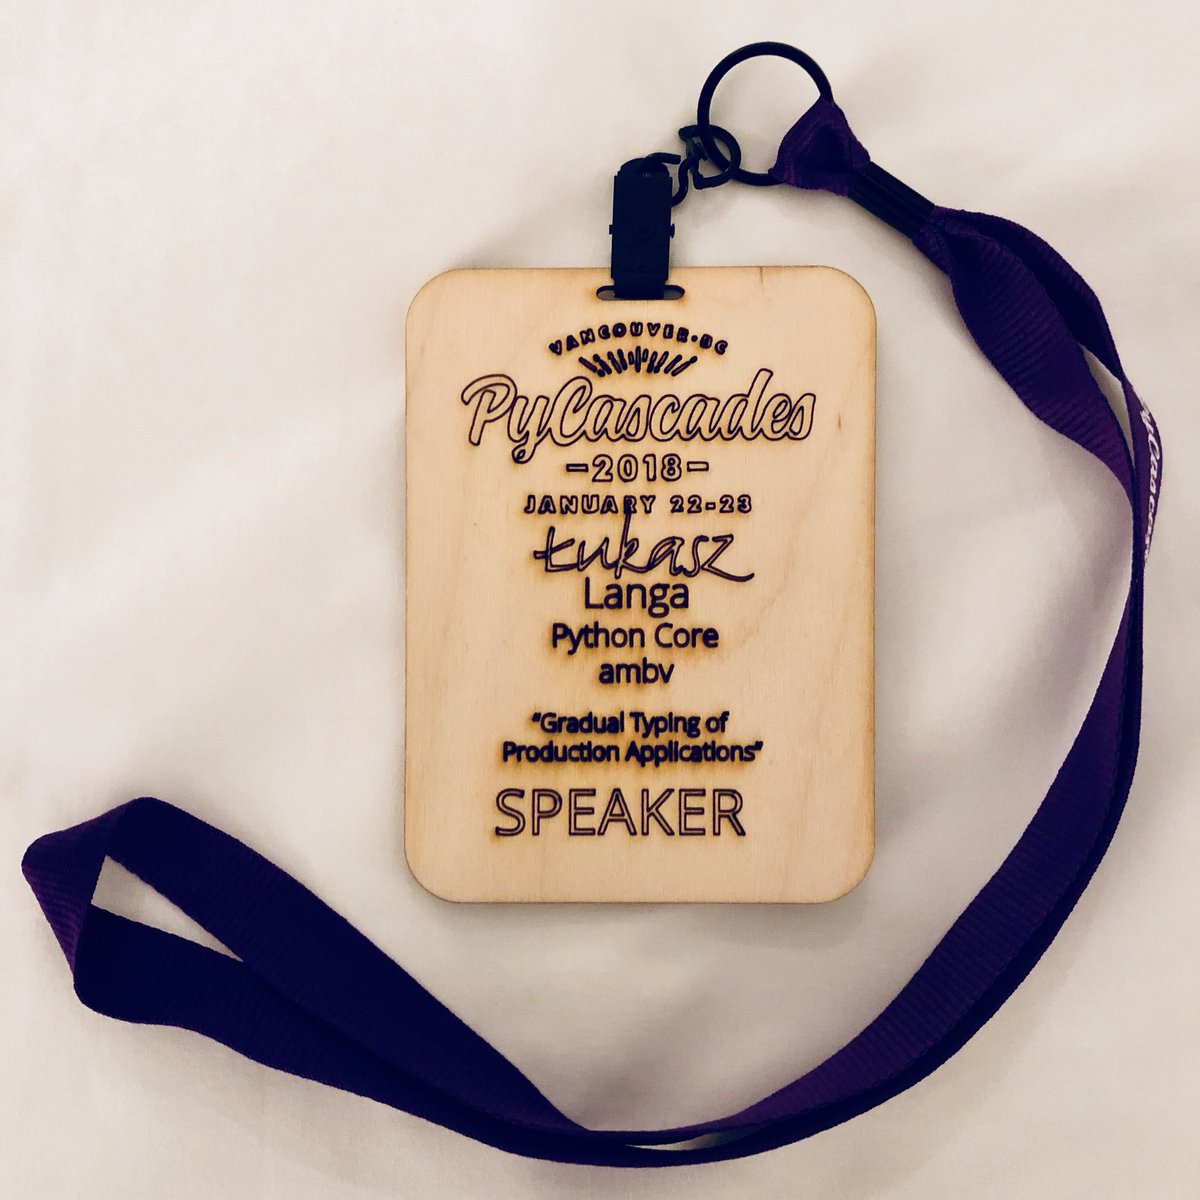 VANCOUVER·BC
PyCascades
-2018-
JANUARY 22-23
Łukasz
Langa
Python Core
ambv
“Gradual Typing of
Production Applications”
SPEAKER